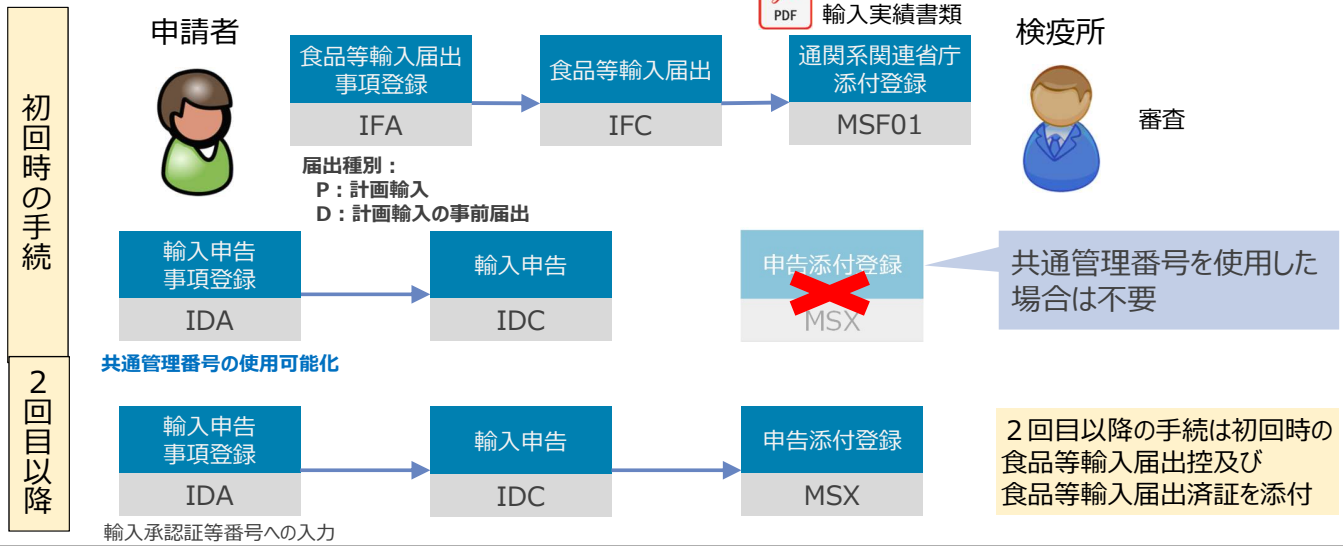 PDF
輸入実績書類
申請者
検疫所
食品等輸入届出
事項登録
IFA
食品等輸入届出
IFC
通関系関連省庁
添付登録
MSF01
審査
初回時の手続
届出種別：
P：計画輸入
D：計画輸入の事前届出
輸入申告
事項登録
IDA
輸入申告
IDC
申告添付登録
MSX
共通管理番号を使用した
場合は不要
共通管理番号の使用可能化
２回目以降
輸入申告
事項登録
IDA
輸入申告
IDC
申告添付登録
MSX
２回目以降の手続は初回時の
食品等輸入届出控及び
食品等輸入届出済証を添付
輸入承認証等番号への入力